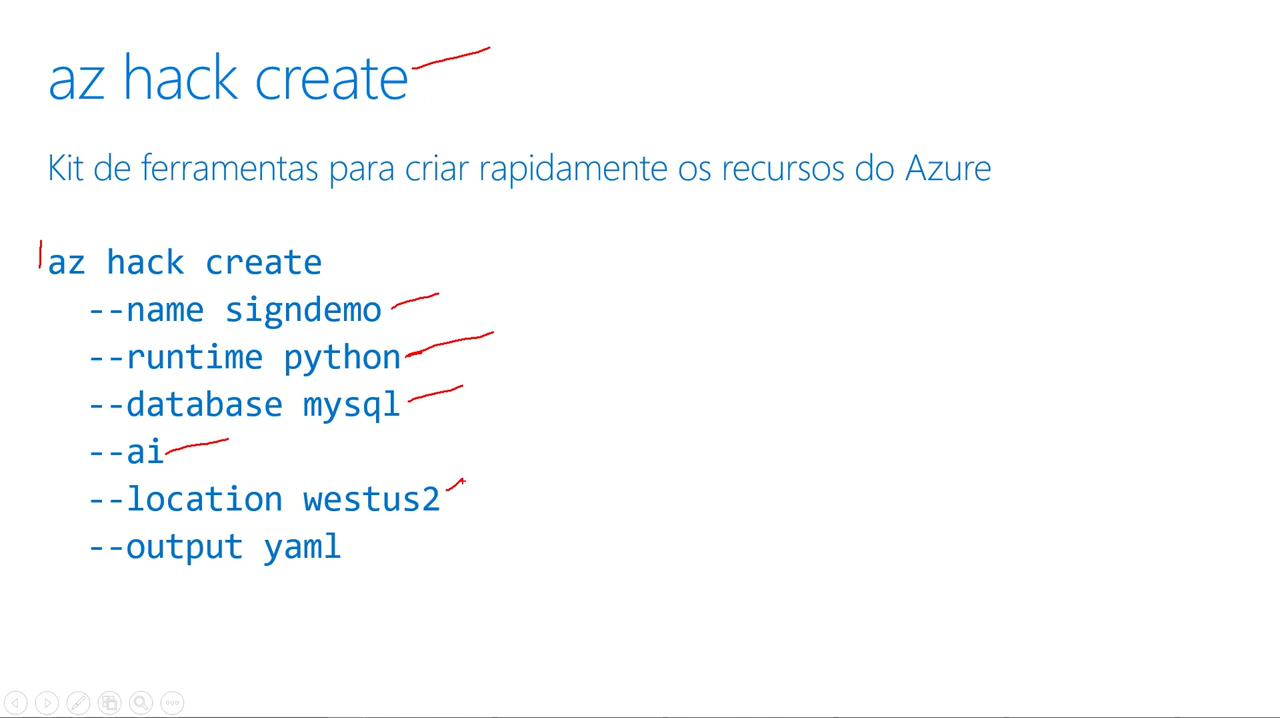 az hack create
Kit de ferramentas para criar rapidamente os recursos do Azure
az hack create
--name signdemo
--runtime python
--database mysql
--ai
--location westus2
--output yaml